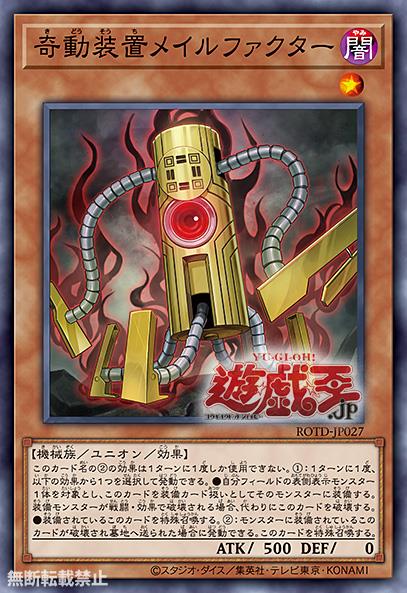 奇動装置メイルファクター
闇
YU-GI-OH!
遊戯王.jp
ROTD-JP027
【機械族／ユニオン／効果】
このカード名の②の効果は1ターンに1度しか使用できない。①：1ターンに1度、
以下の効果から1つを選択して発動できる。●自分フィールドの表側表示モンスター
1体を対象とし、このカードを装備カード扱いとしてそのモンスターに装備する。
装備モンスターが戦闘・効果で破壊される場合、代わりにこのカードを破壊する。
●装備されているこのカードを特殊召喚する。②：モンスターに装備されているこの
カードが破壊され墓地へ送られた場合に発動できる。このカードを特殊召喚する。
ATK/ 500 DEF/ 0
無断転載禁止
©スタジオ・ダイス／集英社・テレビ東京・KONAMI